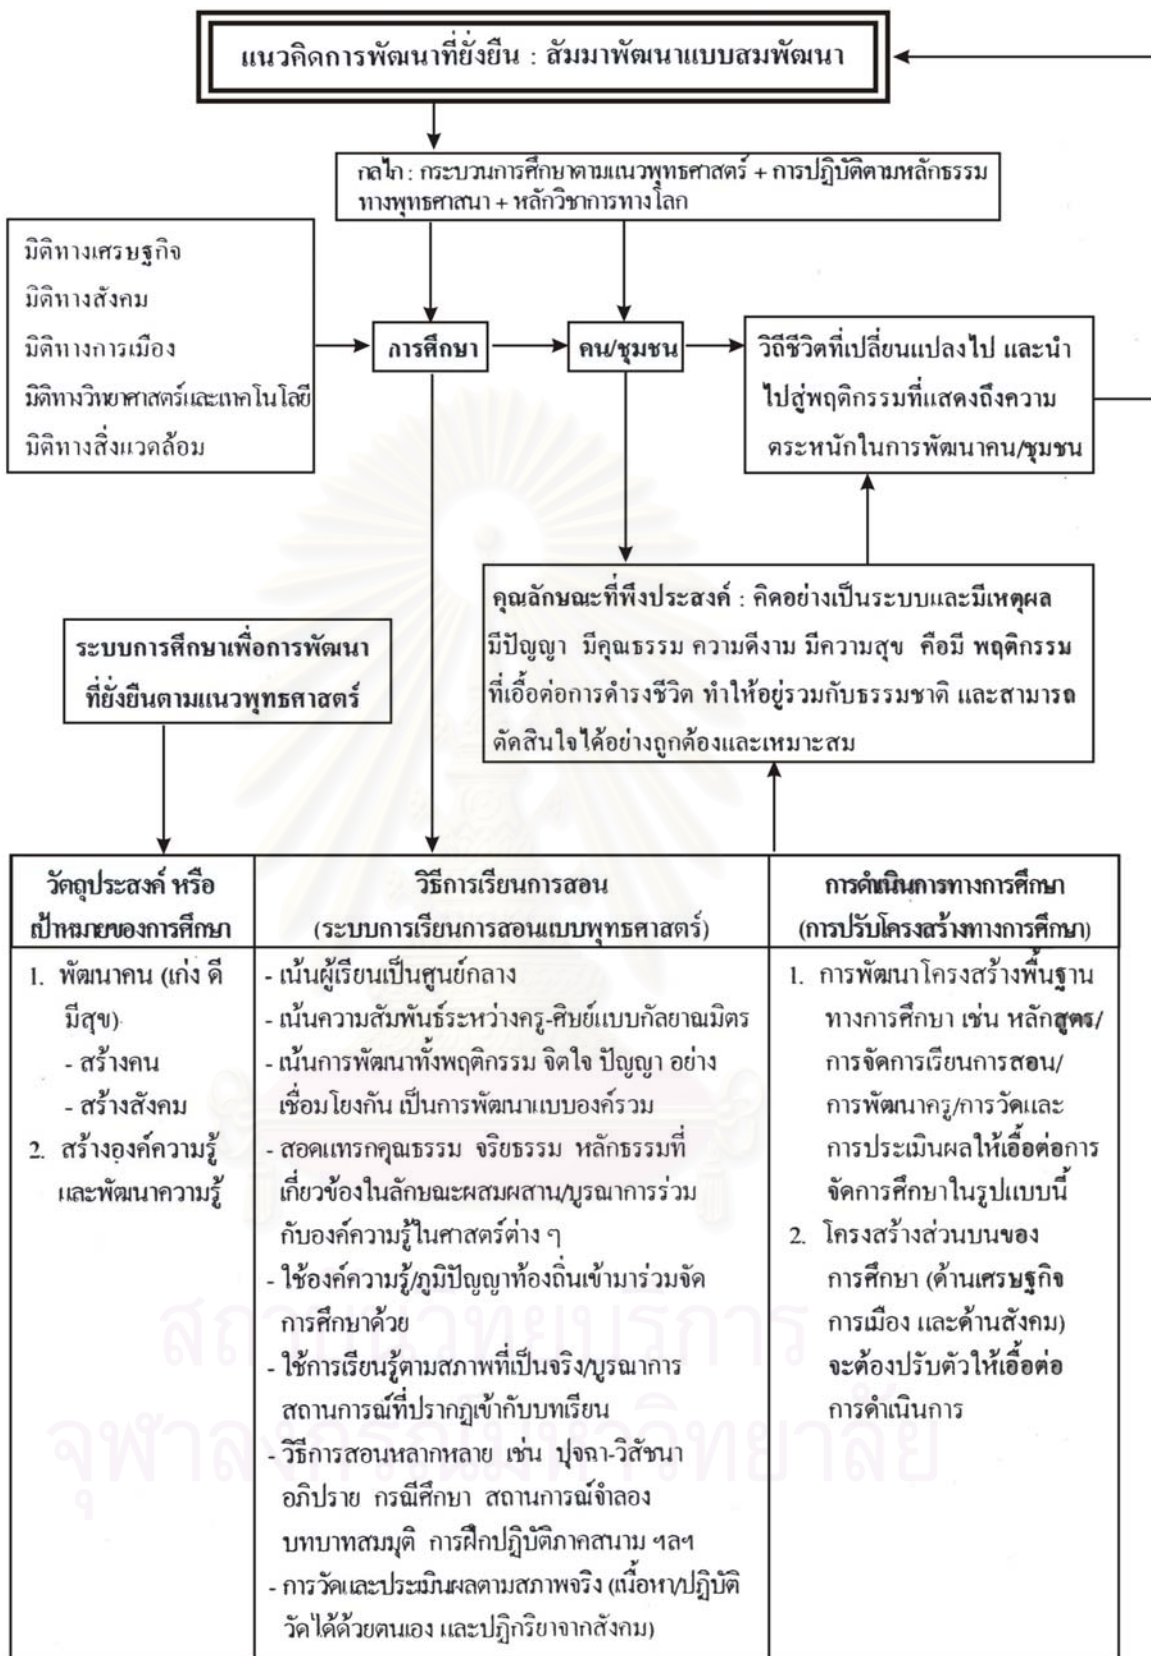 แนวคิดการพัฒนาที่ยั่งยืน : สัมมาพัฒนาแบบสมพัฒนา
กลไก : กระบวนการศึกษาตามแนวพุทธศาสตร์ + การปฏิบัติตามหลักธรรม
ทางพุทธศาสนา + หลักวิชาการทางโลก
มิติทางเศรษฐกิจ
มิติทางสังคม
มิติทางการเมือง
มิติทางวิทยาศาสตร์และเทคโนโลยี
มิติทางสิ่งแวดล้อม
การศึกษา
คน/ชุมชน
วิถีชีวิตที่เปลี่ยนแปลงไป และนำ
ไปสู่พฤติกรรมที่แสดงถึงความ
ตระหนักในการพัฒนาคน/ชุมชน
คุณลักษณะที่พึงประสงค์ : คิดอย่างเป็นระบบและมีเหตุผล
มีปัญญา มีคุณธรรม ความดีงาม มีความสุข คือมี พฤติกรรม
ที่เอื้อต่อการดำรงชีวิต ทำให้อยู่รวมกับธรรมชาติ และสามารถ
ตัดสินใจได้อย่างถูกต้องและเหมาะสม
ระบบการศึกษาเพื่อการพัฒนา
ที่ยั่งยืนตามแนวพุทธศาสตร์
วัตถุประสงค์ หรือ
เป้าหมายของการศึกษา
1. พัฒนาคน (เก่ง ดี
มีสุข)
- สร้างคน
- สร้างสังคม
2. สร้างองค์ความรู้
และพัฒนาความรู้
วิธีการเรียนการสอน
(ระบบการเรียนการสอนแบบพุทธศาสตร์)
- เน้นผู้เรียนเป็นศูนย์กลาง
- เน้นความสัมพันธ์ระหว่างครู-ศิษย์แบบกัลยาณมิตร
- เน้นการพัฒนาทั้งพฤติกรรม จิตใจ ปัญญา อย่าง
เชื่อมโยงกัน เป็นการพัฒนาแบบองค์รวม
- สอดแทรกคุณธรรม จริยธรรม หลักธรรมที่
เกี่ยวข้องในลักษณะผสมผสาน/บูรณาการร่วม
กับองค์ความรู้ในศาสตร์ต่าง ๆ
- ใช้องค์ความรู้/ภูมิปัญญาท้องถิ่นเข้ามาร่วมจัด
การศึกษาด้วย
- ใช้การเรียนรู้ตามสภาพที่เป็นจริง/บูรณาการ
สถานการณ์ที่ปรากฏเข้ากับบทเรียน
- วิธีการสอนหลากหลาย เช่น ปุจฉา-วิสัชนา
อภิปราย กรณีศึกษา สถานการณ์จำลอง
บทบาทสมมุติ การฝึกปฏิบัติภาคสนาม ฯลฯ
- การวัดและประเมินผลตามสภาพจริง (เนื้อหา/ปฏิบัติ
วัดได้ด้วยตนเอง และปฏิกริยาจากสังคม)
การดำเนินการทางการศึกษา
(การปรับโครงสร้างทางการศึกษา)
1. การพัฒนาโครงสร้างพื้นฐาน
ทางการศึกษา เช่น หลักสูตร/
การจัดการเรียนการสอน/
การพัฒนาครู/การวัดและ
การประเมินผลให้เอื้อต่อการ
จัดการศึกษาในรูปแบบนี้
2. โครงสร้างส่วนบนของ
การศึกษา (ด้านเศรษฐกิจ
การเมือง และด้านสังคม)
จะต้องปรับตัวให้เอื้อต่อ
การดำเนินการ
สถาบันวิทยบริการ
จุฬาลงกรณ์มหาวิทยาลัย